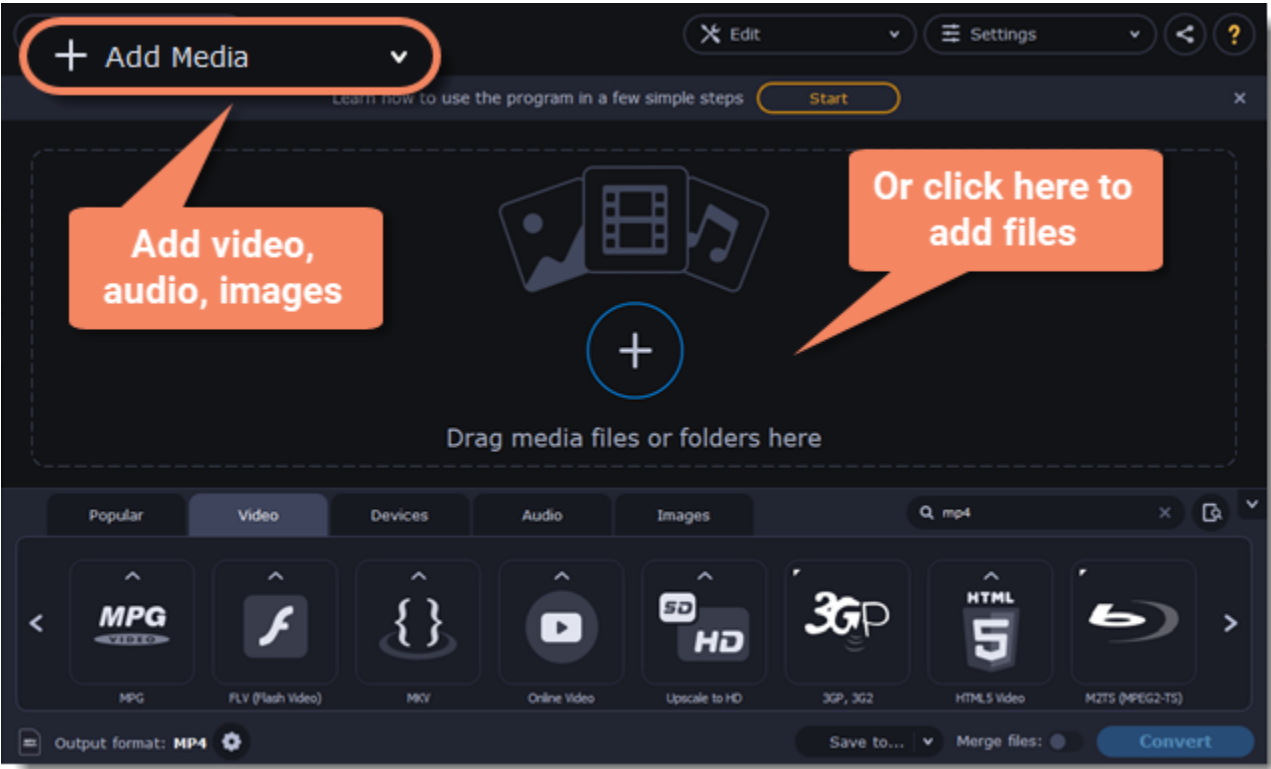 + Add Media
Edit
Settings
?
Learn how to use the program in a few simple steps
Start
Add video,
audio, images
Or click here to
add files
Drag media files or folders here
Popular
Video
Devices
Audio
Images
mp4
MPG
VIDEO
SD
HD
3GP
HTML
5
MPG
FLV (Flash Video)
MKV
Online Video
Upscale to HD
3GP, 3G2
HTML5 Video
M2TS (MPEG2-TS)
Output format: MP4
Save to...
Merge files:
Convert